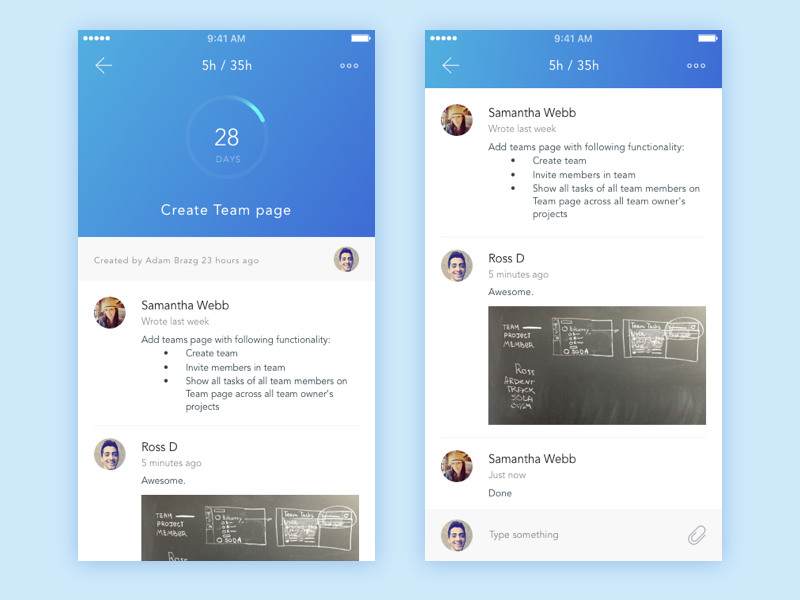 9:41 AM
5h / 35h
28
DAYS
Create Team page
Created by Adam Brazg 23 hours ago
Samantha Webb
Wrote last week
Add teams page with following functionality:
• Create team
• Invite members in team
• Show all tasks of all team members on
Team page across all team owner's
projects
Ross D
5 minutes ago
Awesome.
TEAM
PROJECT
MEMBER
SODA
Team Tasks
Ross
9:41 AM
5h / 35h
Samantha Webb
Wrote last week
Add teams page with following functionality:
• Create team
• Invite members in team
• Show all tasks of all team members on
Team page across all team owner's
projects
Ross D
5 minutes ago
Awesome.
TEAM
PROJECT
MEMBER
SODA
Team Tasks
Ross
ARDENT
SOLA
Samantha Webb
Just now
Done
Type something